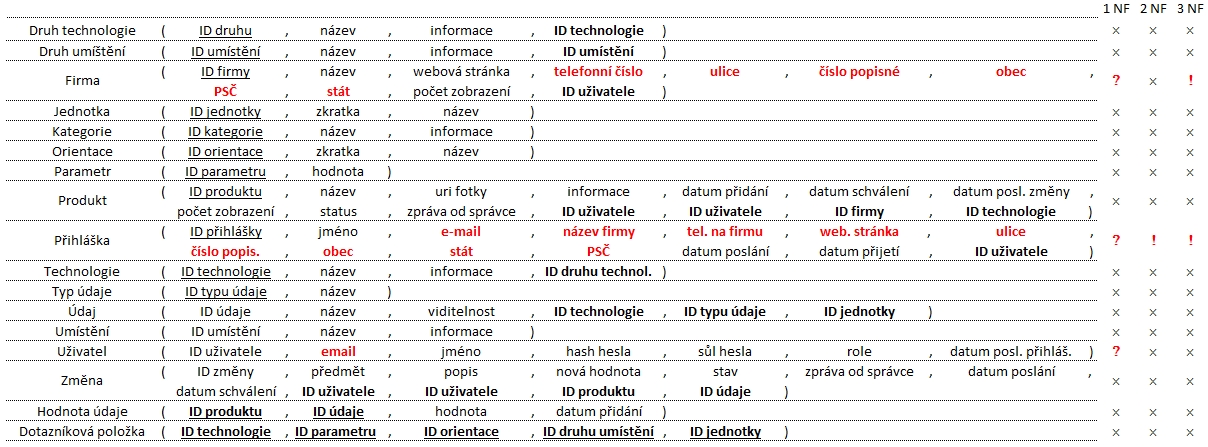 1 NF 2 NF 3 NF
Druh technologie ( ID druhu , název , informace , ID technologie ) × × ×
Druh umíštění ( ID umístění , název , informace , ID umístění ) × × ×
Firma ( ID firmy , název , webová stránka , telefonní číslo , ulice , číslo popisné , obec ,
PSČ , stát , počet zobrazení , ID uživatele ) ? × !
Jednotka ( ID jednotky , zkratka , název ) × × ×
Kategorie ( ID kategorie , název , informace ) × × ×
Orientace ( ID orientace , zkratka , název ) × × ×
Parametr ( ID parametru , hodnota ) × × ×
Produkt ( ID produktu , název , uri fotky , informace , datum přidání , datum schválení , datum posl. změny ,
počet zobrazení , status , zpráva od správce , ID uživatele , ID uživatele , ID firmy , ID technologie ) × × ×
Přihláška ( ID přihlášky , jméno , e-mail , název firmy , tel. na firmu , web. stránka , ulice ,
číslo popis. , obec , stát , PSČ , datum poslání , datum přijetí , ID uživatele ) ? ! !
Technologie ( ID technologie , název , informace , ID druhu technol. ) × × ×
Typ údaje ( ID typu údaje , název ) × × ×
Údaj ( ID údaje , název , viditelnost , ID technologie , ID typu údaje , ID jednotky ) × × ×
Umístění ( ID umístění , název , informace ) × × ×
Uživatel ( ID uživatele , email , jméno , hash hesla , sůl hesla , role , datum posl. přihláš. ) ? × ×
Změna ( ID změny , předmět , popis , nová hodnota , stav , zpráva od správce , datum poslání ,
datum schválení , ID uživatele , ID uživatele , ID produktu , ID údaje ) × × ×
Hodnota údaje ( ID produktu , ID údaje , hodnota , datum přidání ) × × ×
Dotazníková položka ( ID technologie , ID parametru , ID orientace , ID druhu umístění , ID jednotky ) × × ×